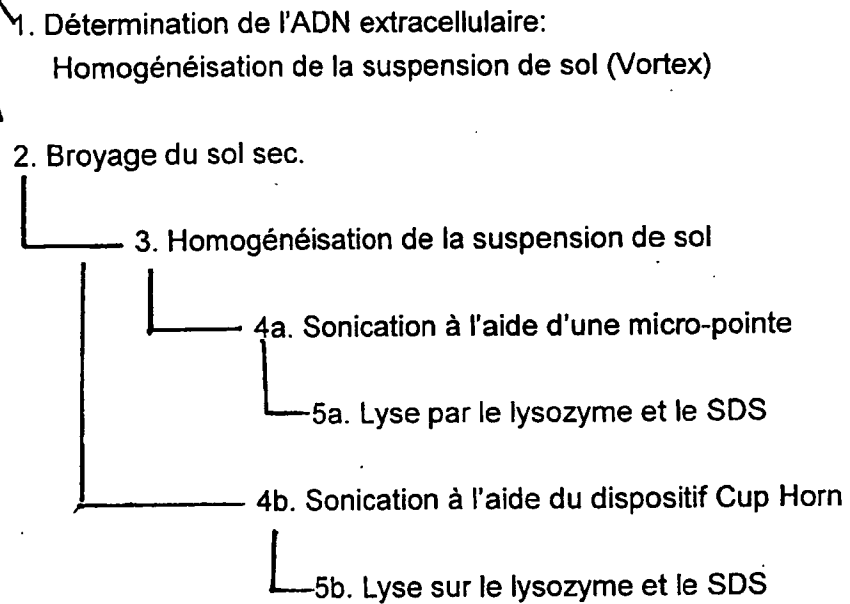 1. Détermination de l'ADN extracellulaire:
Homogénéisation de la suspension de sol (Vortex)
2. Broyage du sol sec.
3. Homogénéisation de la suspension de sol
4a. Sonication à l'aide d'une micro-pointe
5a. Lyse par le lysozyme et le SDS
4b. Sonication à l'aide du dispositif Cup Horn
5b. Lyse sur le lysozyme et le SDS